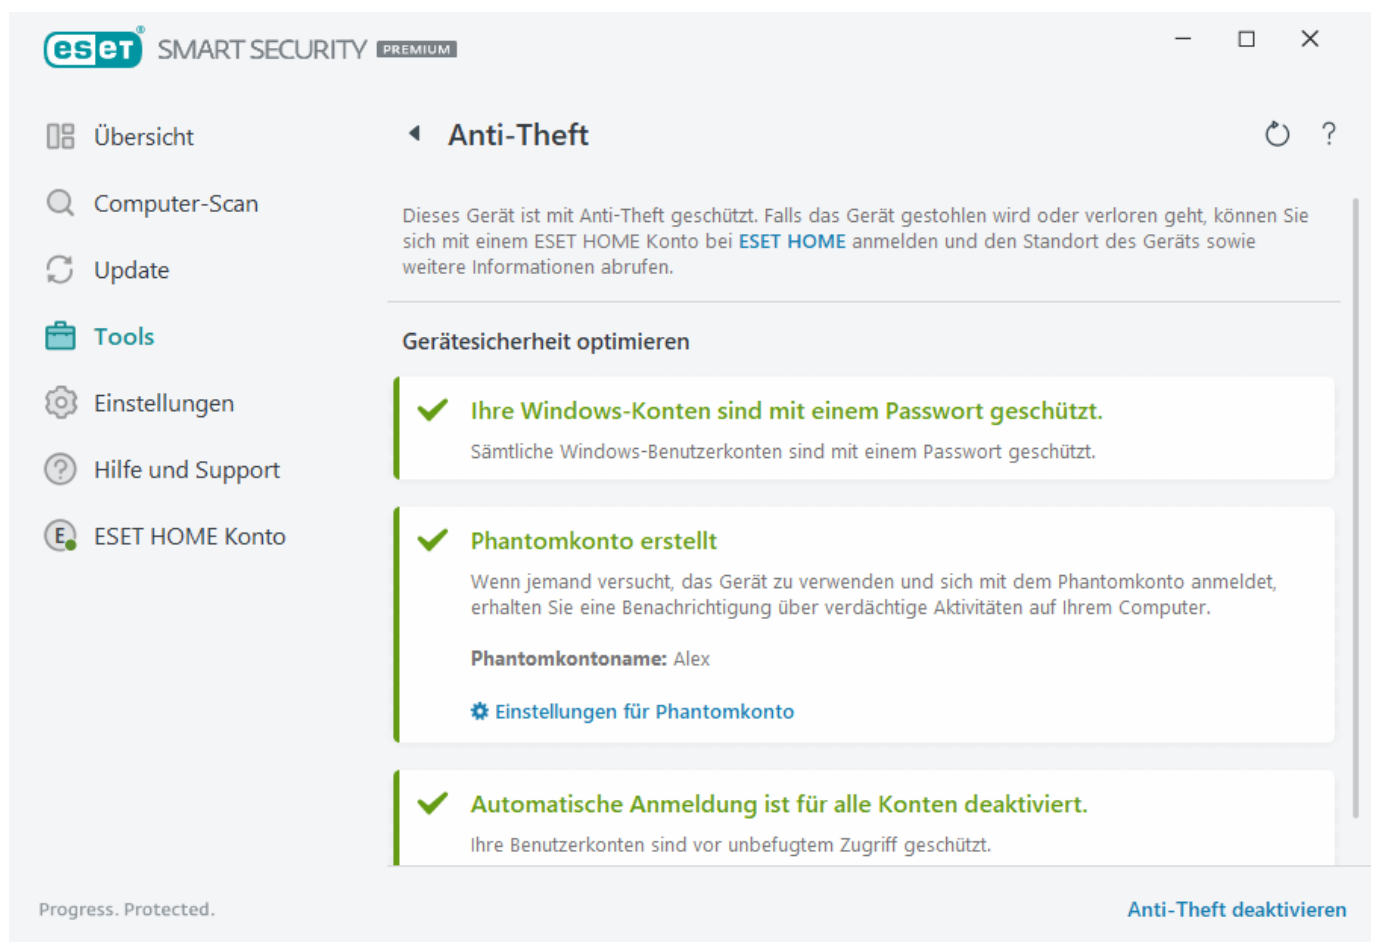 eset® SMART SECURITY PREMIUM
Übersicht
Computer-Scan
Update
Tools
Einstellungen
Hilfe und Support
E ESET HOME Konto
Anti-Theft
?
Dieses Gerät ist mit Anti-Theft geschützt. Falls das Gerät gestohlen wird oder verloren geht, können Sie
sich mit einem ESET HOME Konto bei ESET HOME anmelden und den Standort des Geräts sowie
weitere Informationen abrufen.
Gerätesicherheit optimieren
Ihre Windows-Konten sind mit einem Passwort geschützt.
Sämtliche Windows-Benutzerkonten sind mit einem Passwort geschützt.
Phantomkonto erstellt
Wenn jemand versucht, das Gerät zu verwenden und sich mit dem Phantomkonto anmeldet,
erhalten Sie eine Benachrichtigung über verdächtige Aktivitäten auf Ihrem Computer.
Phantomkontoname: Alex
Einstellungen für Phantomkonto
Automatische Anmeldung ist für alle Konten deaktiviert.
Ihre Benutzerkonten sind vor unbefugtem Zugriff geschützt.
Progress. Protected.
Anti-Theft deaktivieren